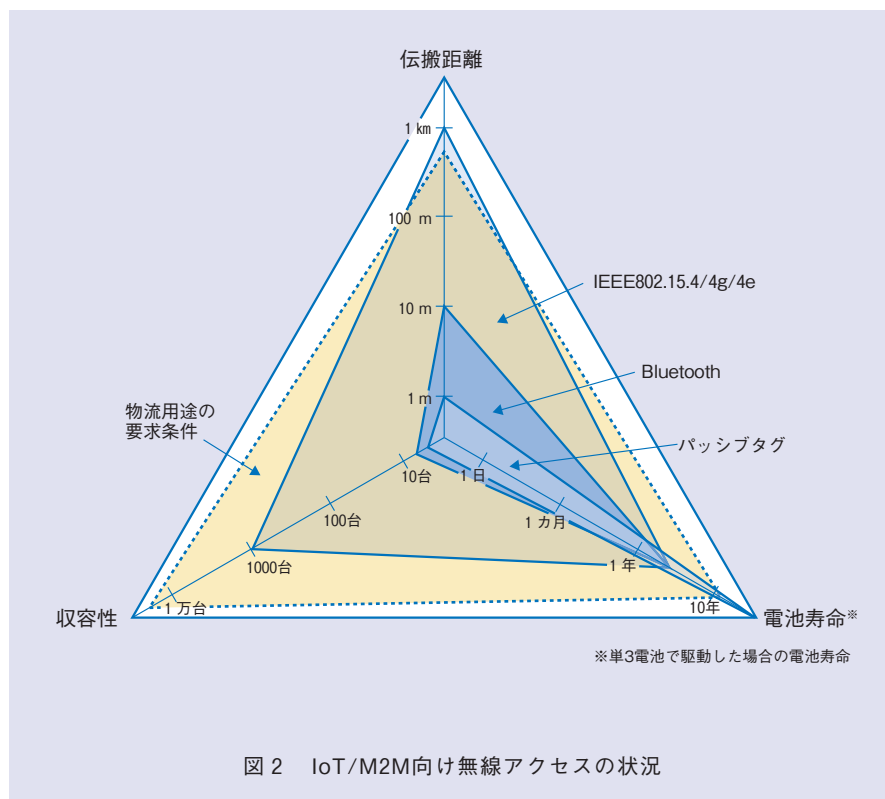 伝搬距離
1 km
100 m
IEEE802.15.4/4g/4e
10 m
Bluetooth
1 m
物流用途の
要求条件
パッシブタグ
10台
1 日
100台
1 カ月
1000台
1 年
1 万台
10年
収容性
電池寿命※
※単3電池で駆動した場合の電池寿命
図 2 IoT/M2M向け無線アクセスの状況